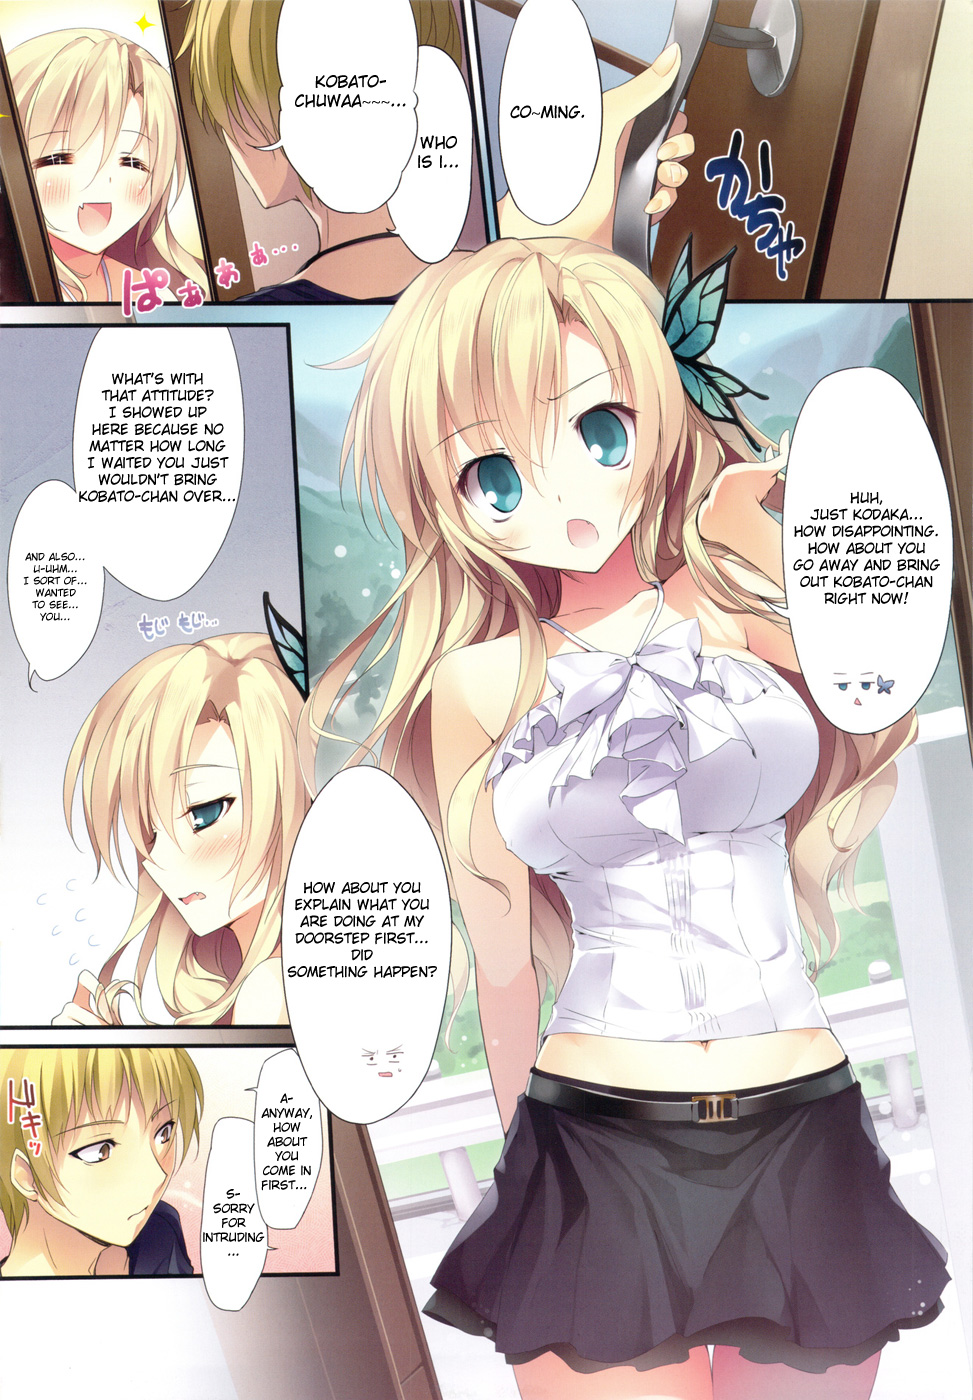 CO~MING.
がちゃ
WHO
IS I...
KOBATO-
CHUWAA~~~...
ぱぁぁぁ...
HUH,
JUST KODAKA...
HOW DISAPPOINTING.
HOW ABOUT YOU
GO AWAY AND BRING
OUT KOBATO-CHAN
RIGHT NOW!
HOW ABOUT YOU
EXPLAIN WHAT YOU
ARE DOING AT MY
DOORSTEP FIRST...
DID
SOMETHING HAPPEN?
WHAT'S WITH
THAT ATTITUDE?
I SHOWED UP
HERE BECAUSE NO
MATTER HOW LONG
I WAITED YOU JUST
WOULDN'T BRING
KOBATO-CHAN OVER...
AND ALSO...
U-UHM...
I SORT OF...
WANTED
TO SEE...
YOU...
もじもじ...
ドキッ
A-
ANYWAY,
HOW
ABOUT
YOU
COME IN
FIRST...
S-
SORRY
FOR
INTRUDING
...